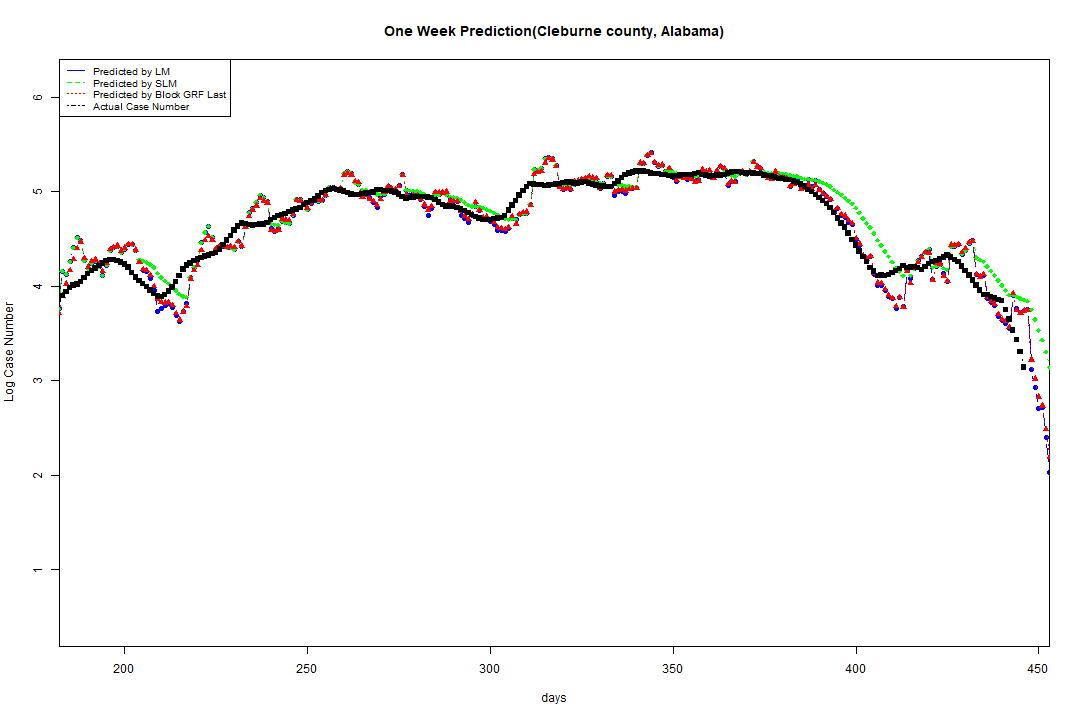 One Week Prediction(Cleburne county, Alabama)
Predicted by LM
Predicted by SLM
Predicted by Block GRF Last
Actual Case Number
6
5
4
3
2
1
Log Case Number
200 250 300 350 400 450
days